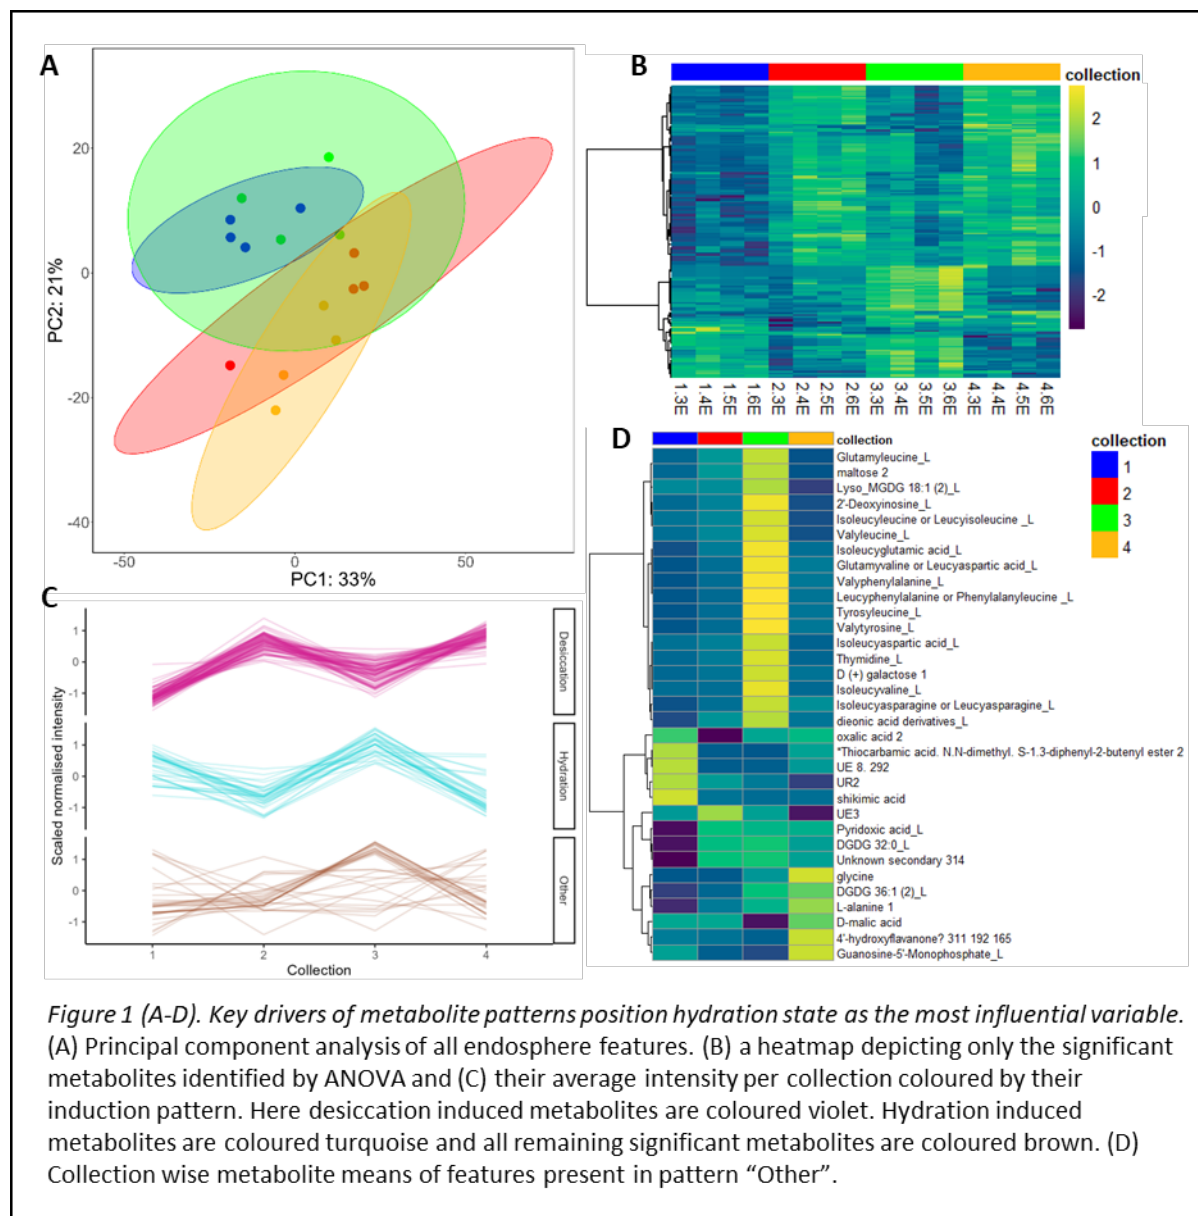 A
20
0
-20
-40
PC2: 21%
-50
0
50
PC1: 33%
B
collection
2
1
0
-1
-2
1.3E
1.4E
1.5E
1.6E
2.3E
2.4E
2.5E
2.6E
3.3E
3.4E
3.5E
3.6E
4.3E
4.4E
4.5E
4.6E
C
Scaled normalised intensity
1
0
-1
Desiccation
1
0
-1
Hydration
1
0
-1
Other
1
2
3
4
Collection
D
collection
Glutamyleucine_L
maltose 2
Lyso_MGDG 18:1 (2)_L
2'-Deoxyinosine_L
Isoleucyleucine or Leucyisoleucine _L
Valyleucine_L
Isoleucyglutamic acid_L
Glutamyvaline or Leucyaspartic acid_L
Valyphenylalanine_L
Leucyphenylalanine or Phenylalanyleucine _L
Tyrosyleucine_L
Valytyrosine_L
Isoleucyaspartic acid_L
Thymidine_L
D (+) galactose 1
Isoleucyvaline_L
Isoleucyasparagine or Leucyasparagine_L
dieonic acid derivatives_L
oxalic acid 2
*Thiocarbamic acid. N.N-dimethyl. S-1.3-diphenyl-2-butenyl ester 2
UE 8. 292
UR2
shikimic acid
UE3
Pyridoxic acid_L
DGDG 32:0_L
Unknown secondary 314
glycine
DGDG 36:1 (2)_L
L-alanine 1
D-malic acid
4'-hydroxyflavanone? 311 192 165
Guanosine-5'-Monophosphate_L
collection
1
2
3
4
Figure 1 (A-D). Key drivers of metabolite patterns position hydration state as the most influential variable.
(A) Principal component analysis of all endosphere features. (B) a heatmap depicting only the significant
metabolites identified by ANOVA and (C) their average intensity per collection coloured by their
induction pattern. Here desiccation induced metabolites are coloured violet. Hydration induced
metabolites are coloured turquoise and all remaining significant metabolites are coloured brown. (D)
Collection wise metabolite means of features present in pattern “Other”.